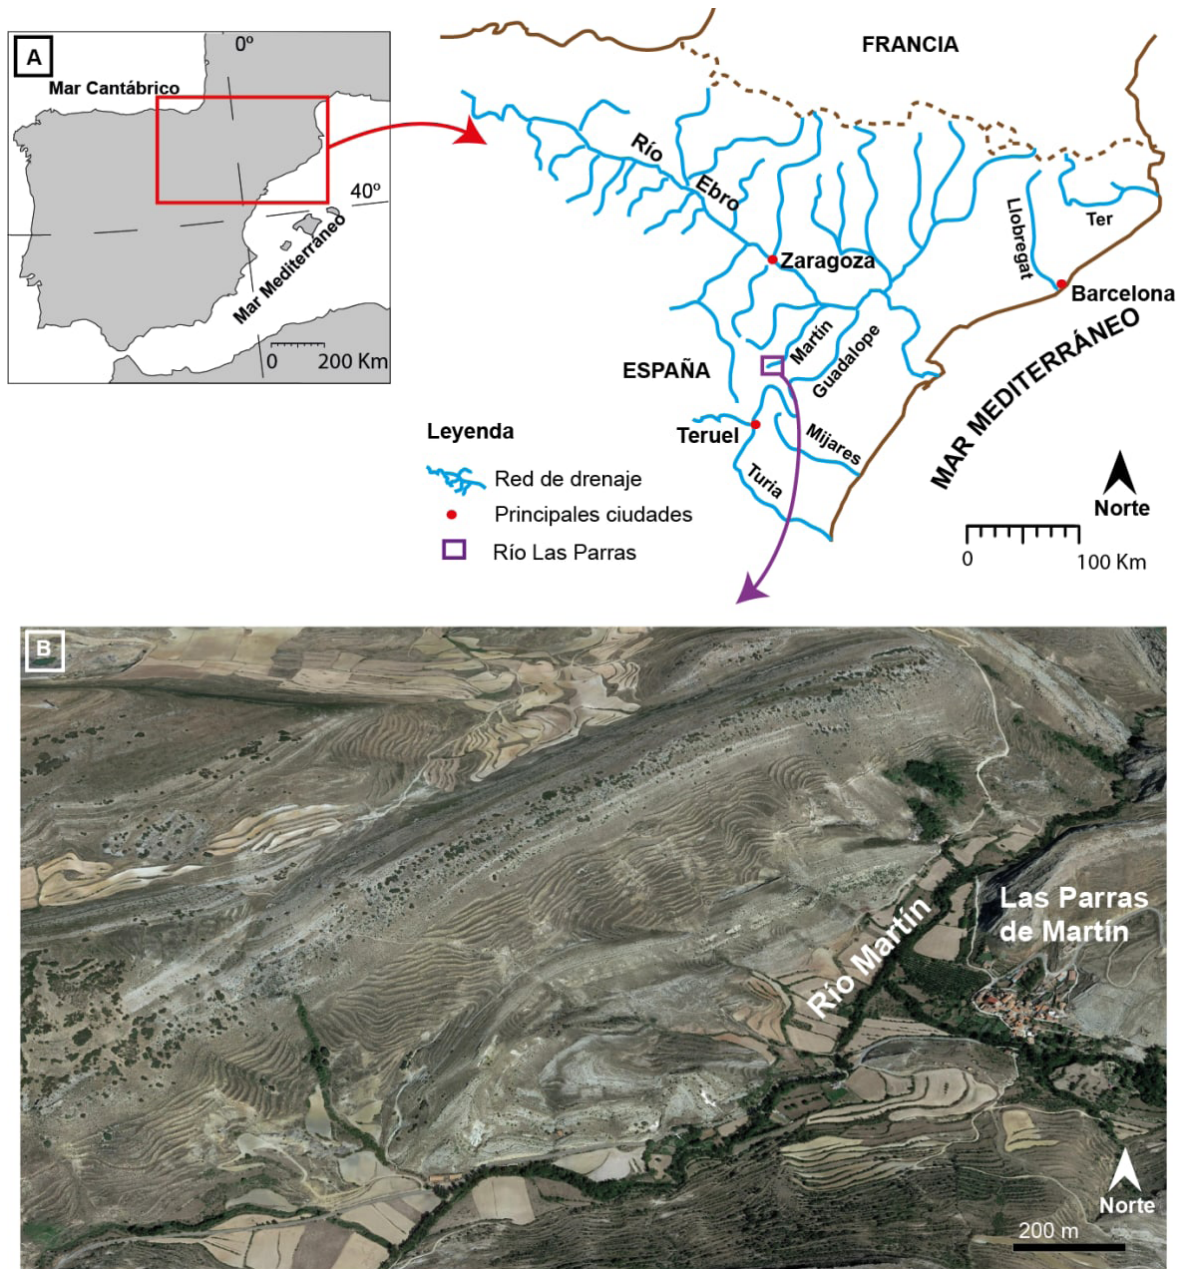 A
0º
Mar Cantábrico
40º
Mar Mediterráneo
0
200 Km
FRANCIA
Río
Ebro
Zaragoza
Llobregat
Ter
Barcelona
Martín
Guadalope
ESPAÑA
MAR MEDITERRÁNEO
Teruel
Mijares
Turia
Leyenda
Red de drenaje
Principales ciudades
Río Las Parras
Norte
0
100 Km
B
Las Parras
de Martín
Río Martín
Norte
200 m